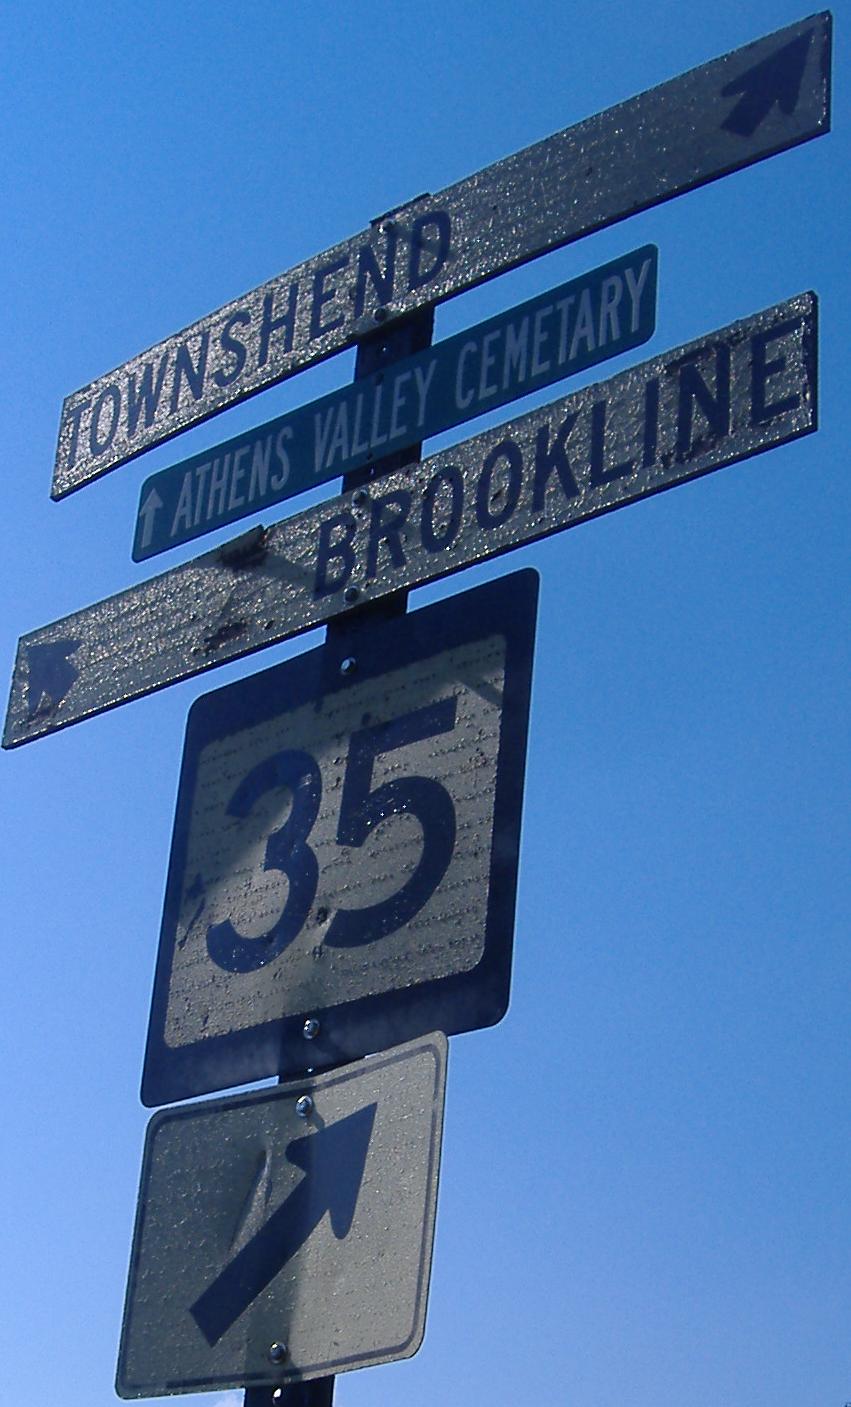 TOWNSHEND
ATHENS VALLEY CEMETARY
BROOKLINE
35